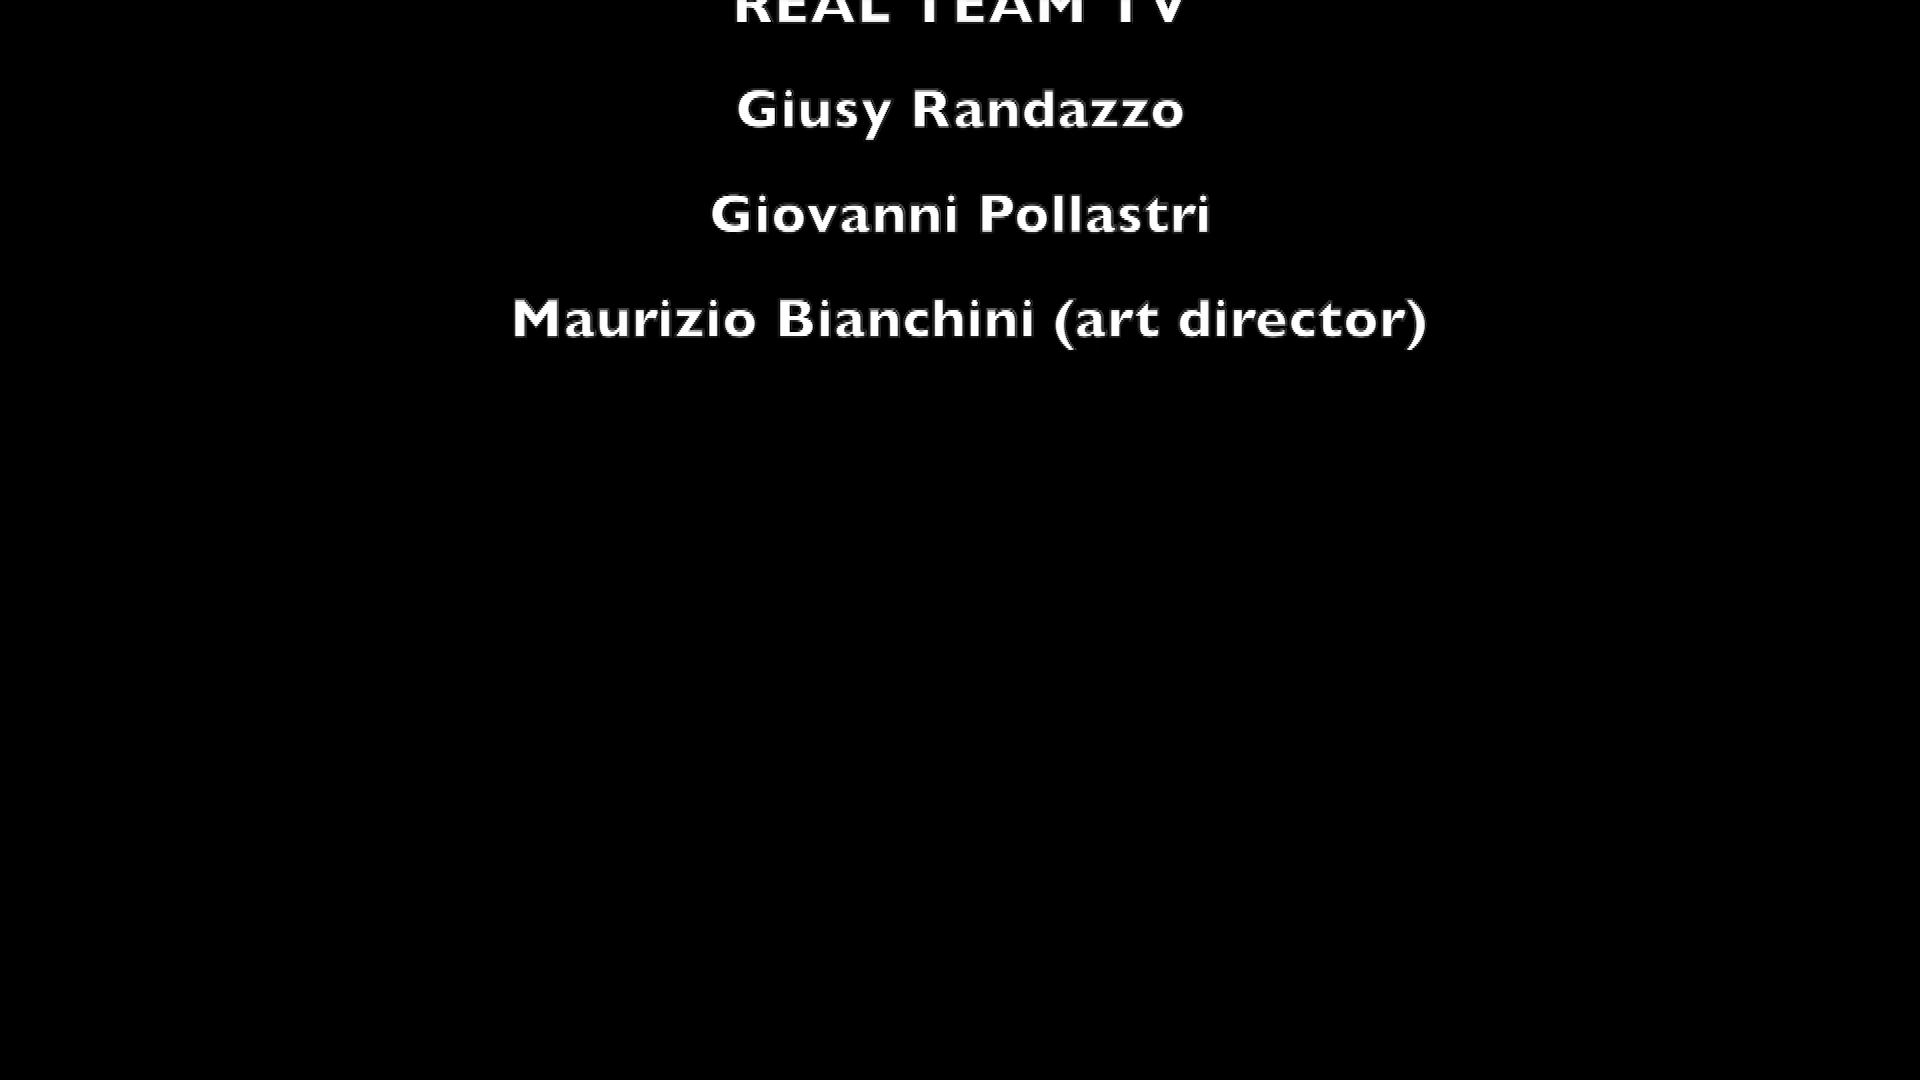 REAL TEAM TV
Giusy Randazzo
Giovanni Pollastri
Maurizio Bianchini (art director)